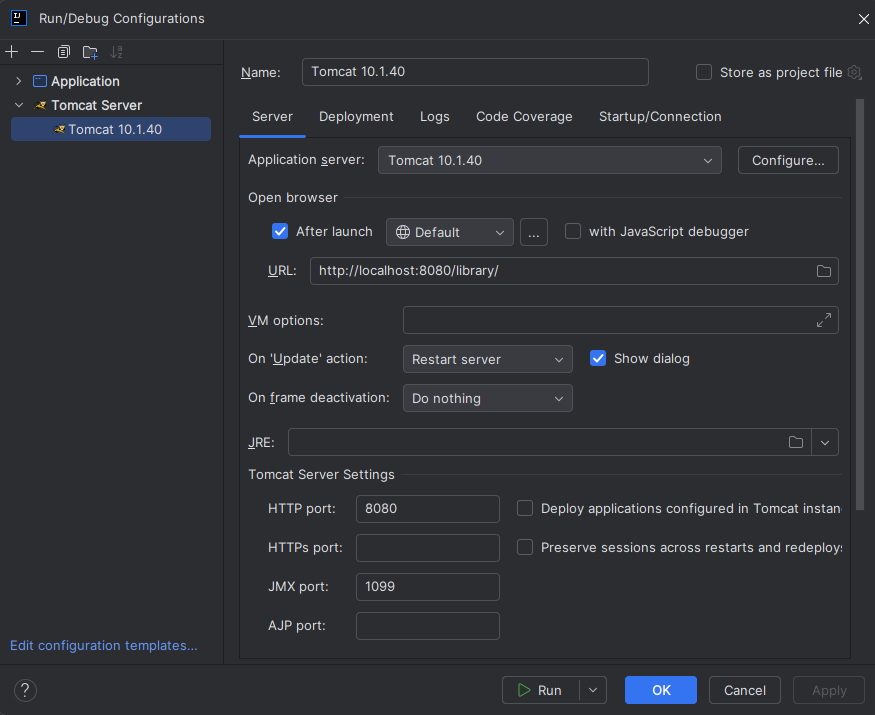 Run/Debug Configurations
Application
Tomcat Server
Tomcat 10.1.40
Edit configuration templates...
Name: Tomcat 10.1.40 Store as project file
Server Deployment Logs Code Coverage Startup/Connection
Application server: Tomcat 10.1.40 Configure...
Open browser
After launch Default ... with JavaScript debugger
URL: http://localhost:8080/library/
VM options:
On 'Update' action: Restart server Show dialog
On frame deactivation: Do nothing
JRE:
Tomcat Server Settings
HTTP port: 8080 Deploy applications configured in Tomcat instan
HTTPs port: Preserve sessions across restarts and redeploys
JMX port: 1099
AJP port:
? Run OK Cancel Apply